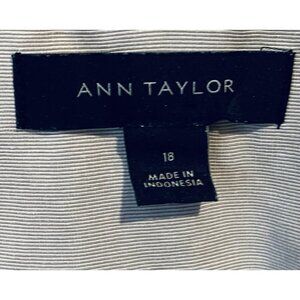 ANN TAYLOR
18
MADE IN
INDONESIA